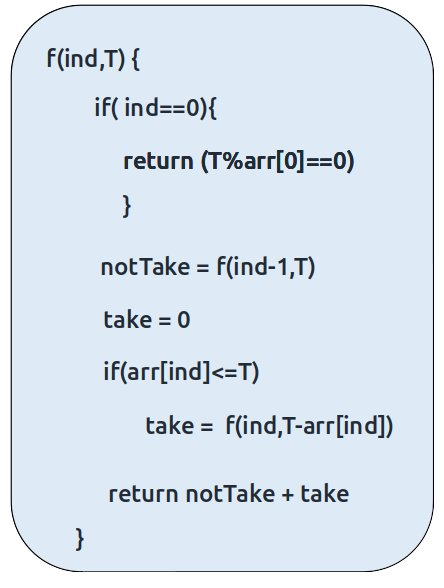 f(ind,T) {
if( ind==0){
return (T%arr[0]==0)
}
notTake = f(ind-1,T)
take = 0
if(arr[ind]<=T)
take =  f(ind,T-arr[ind])
return notTake + take
}